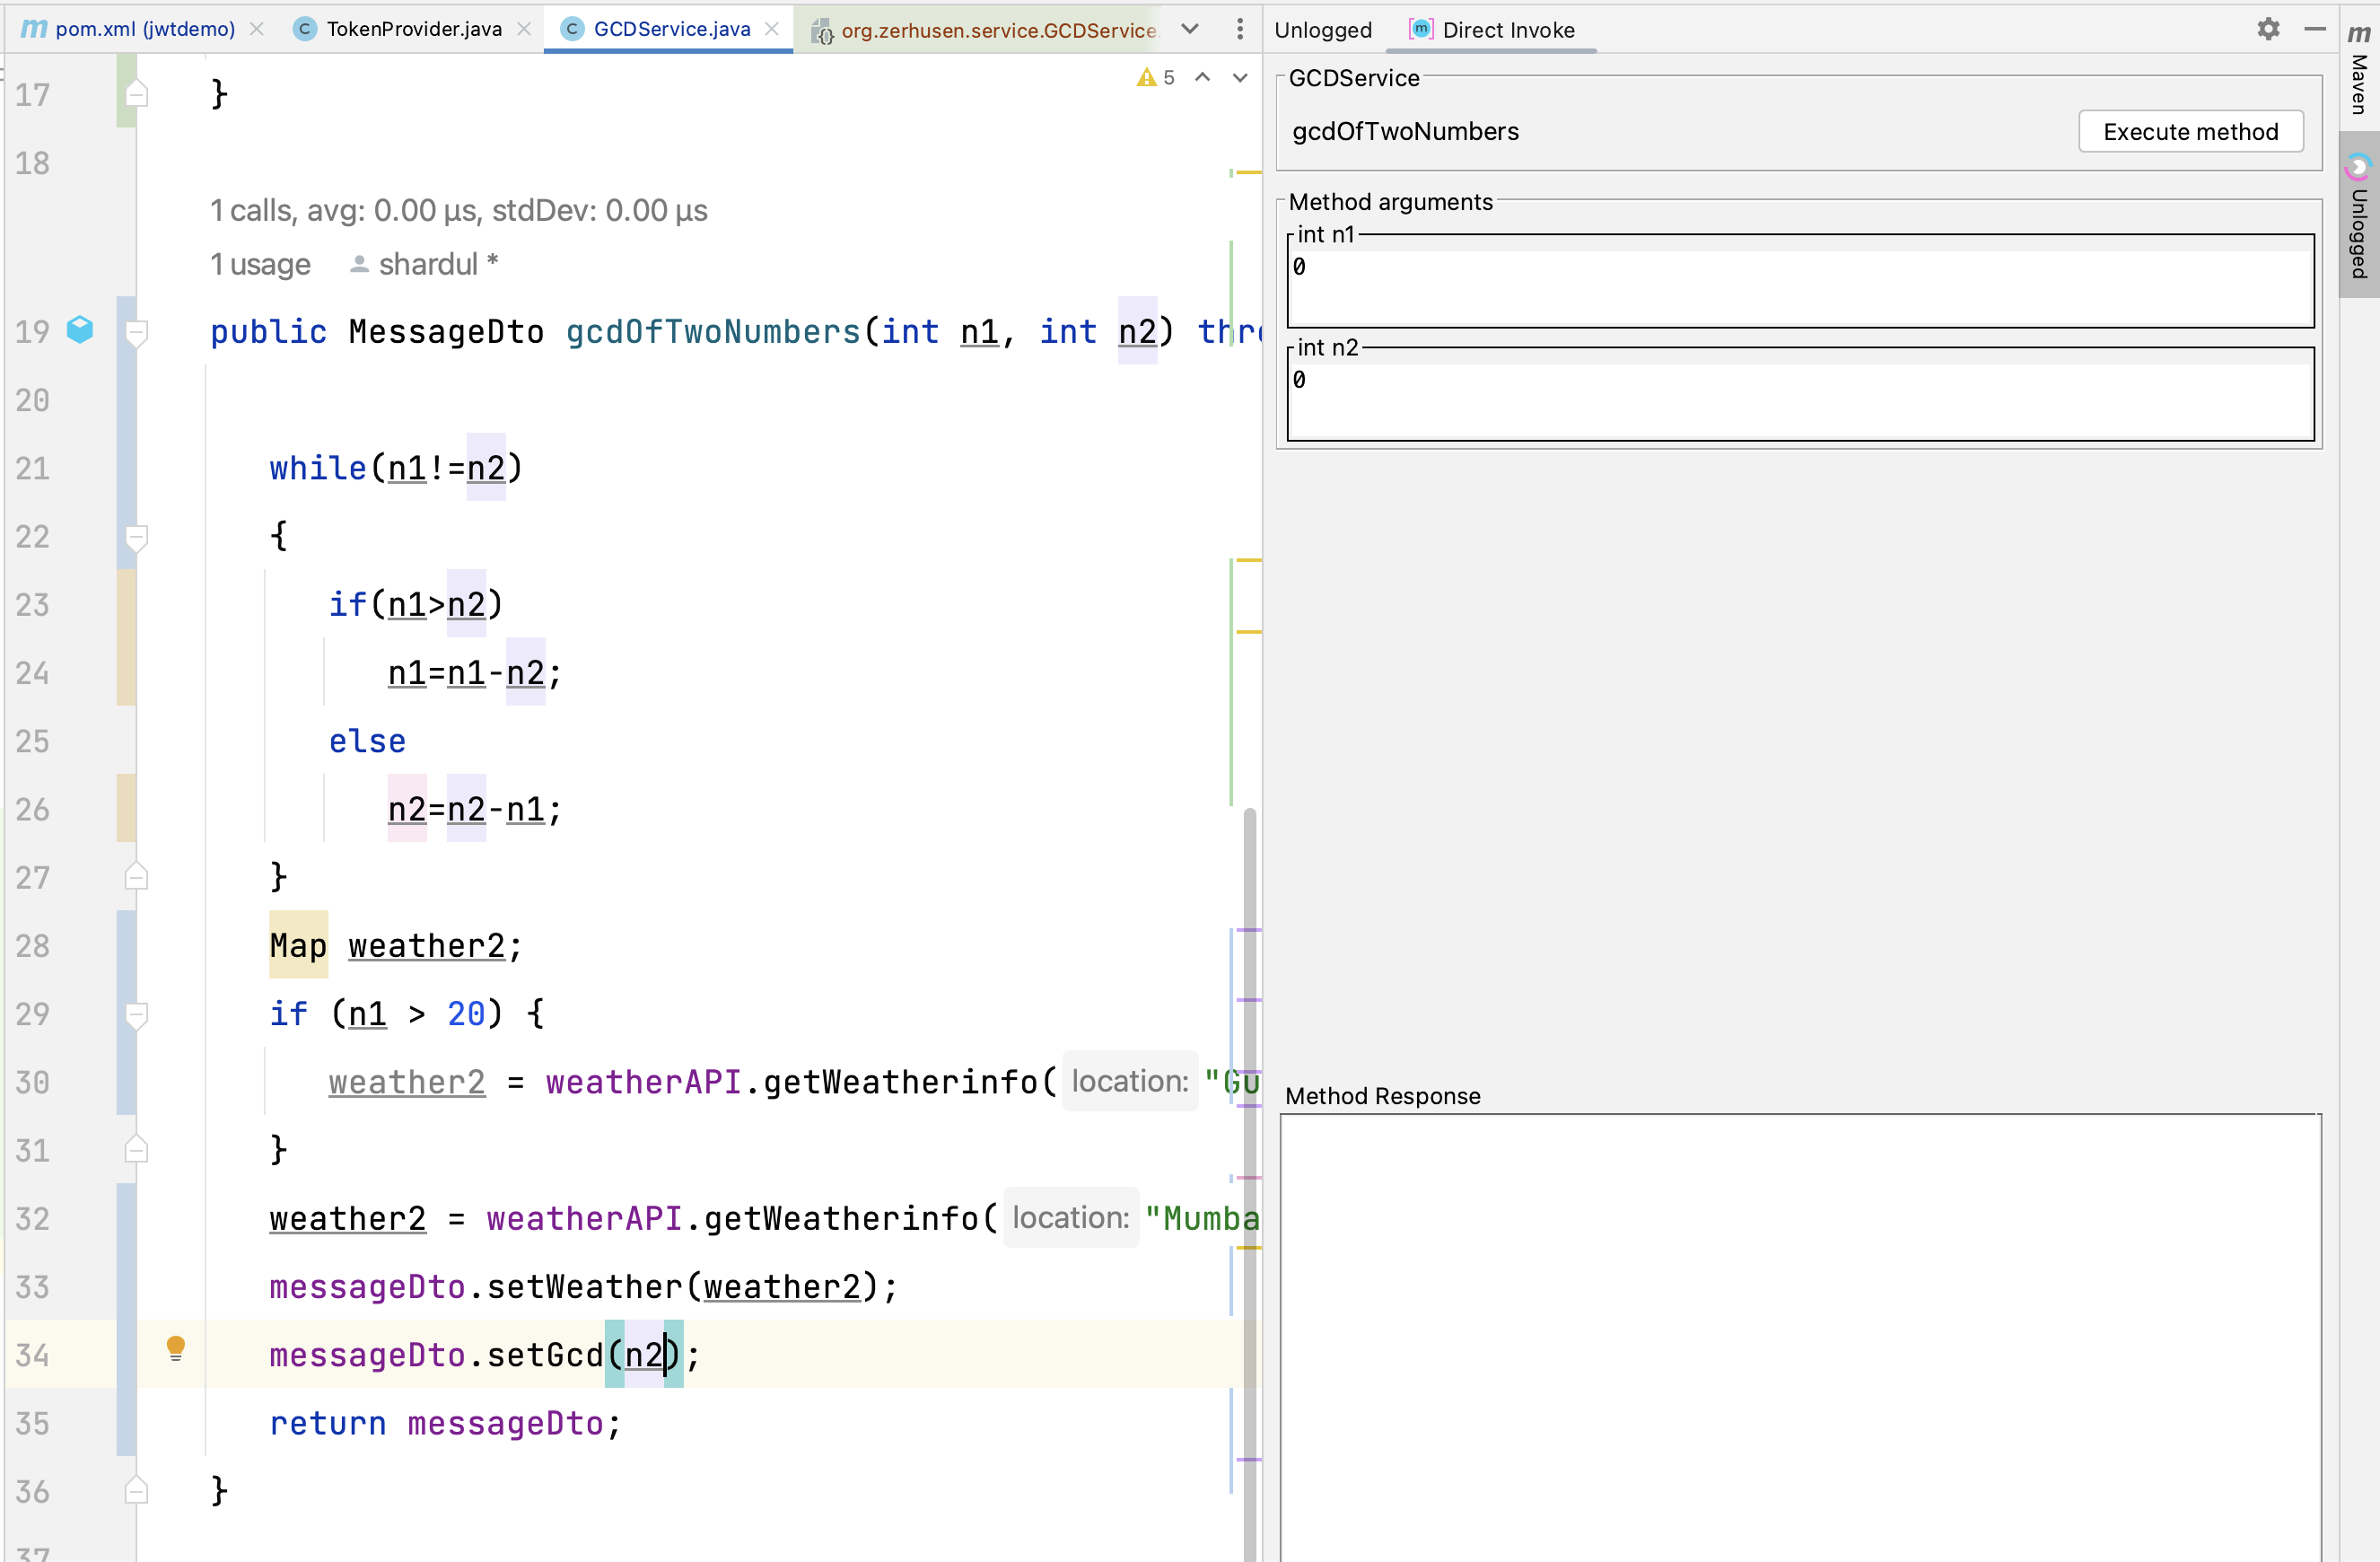 pom.xml (jwtdemo)
TokenProvider.java
GCDService.java
org.zerhusen.service.GCDService.
5
17 }
18
1 calls, avg: 0.00 µs, stdDev: 0.00 µs
1 usage shardul *
19 public MessageDto gcdOfTwoNumbers(int n1, int n2) thro
20
21 while(n1!=n2)
22 {
23 if(n1>n2)
24 n1=n1-n2;
25 else
26 n2=n2-n1;
27 }
28 Map weather2;
29 if (n1 > 20) {
30 weather2 = weatherAPI.getWeatherinfo( location: "Gu
31 }
32 weather2 = weatherAPI.getWeatherinfo( location: "Mumba
33 messageDto.setWeather(weather2);
34 messageDto.setGcd(n2);
35 return messageDto;
36 }
37
Unlogged
Direct Invoke
GCDService
gcdOfTwoNumbers
Execute method
Method arguments
int n1
0
int n2
0
Method Response
Maven
Unlogged